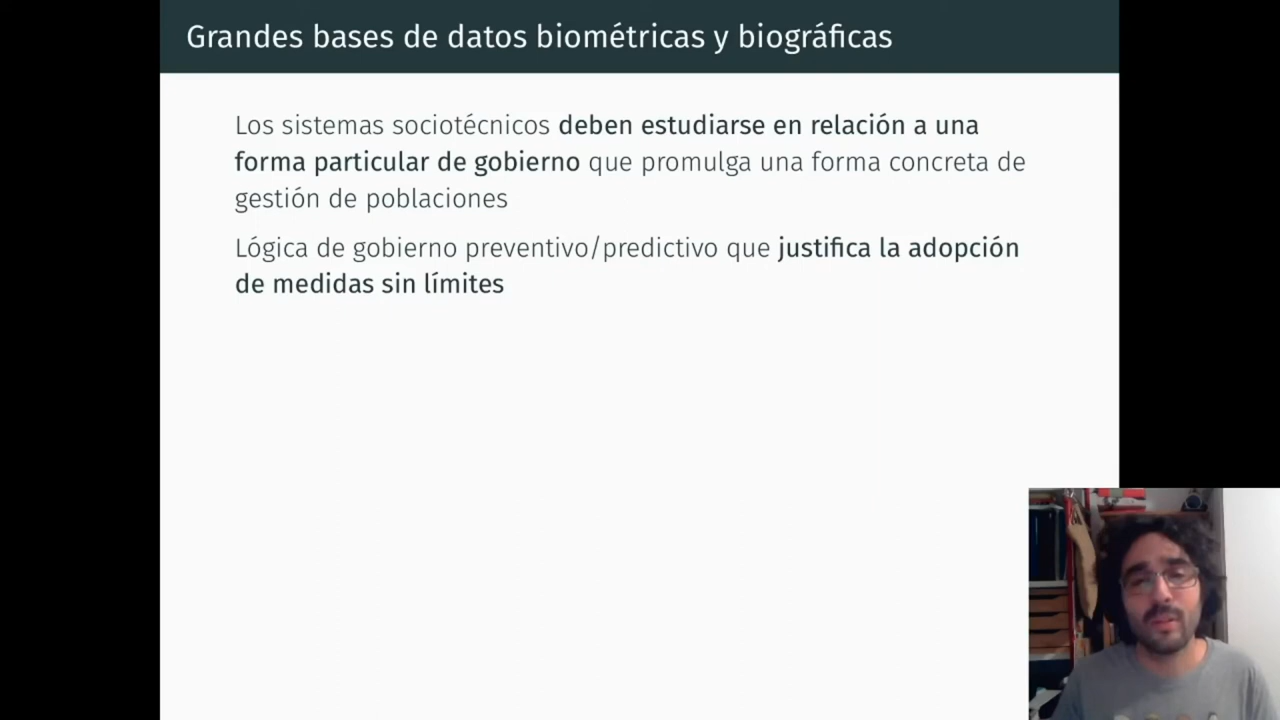 Grandes bases de datos biométricas y biográficas
Los sistemas sociotécnicos deben estudiarse en relación a una
forma particular de gobierno que promulga una forma concreta de
gestión de poblaciones
Lógica de gobierno preventivo/predictivo que justifica la adopción
de medidas sin límites